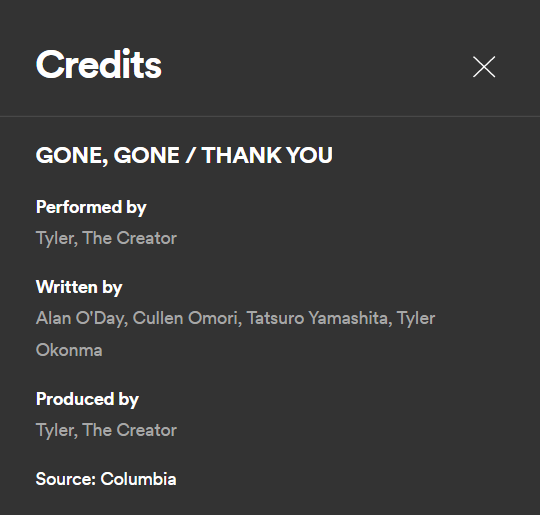 Credits
GONE, GONE / THANK YOU
Performed by
Tyler, The Creator
Written by
Alan O'Day, Cullen Omori, Tatsuro Yamashita, Tyler
Okonma
Produced by
Tyler, The Creator
Source: Columbia